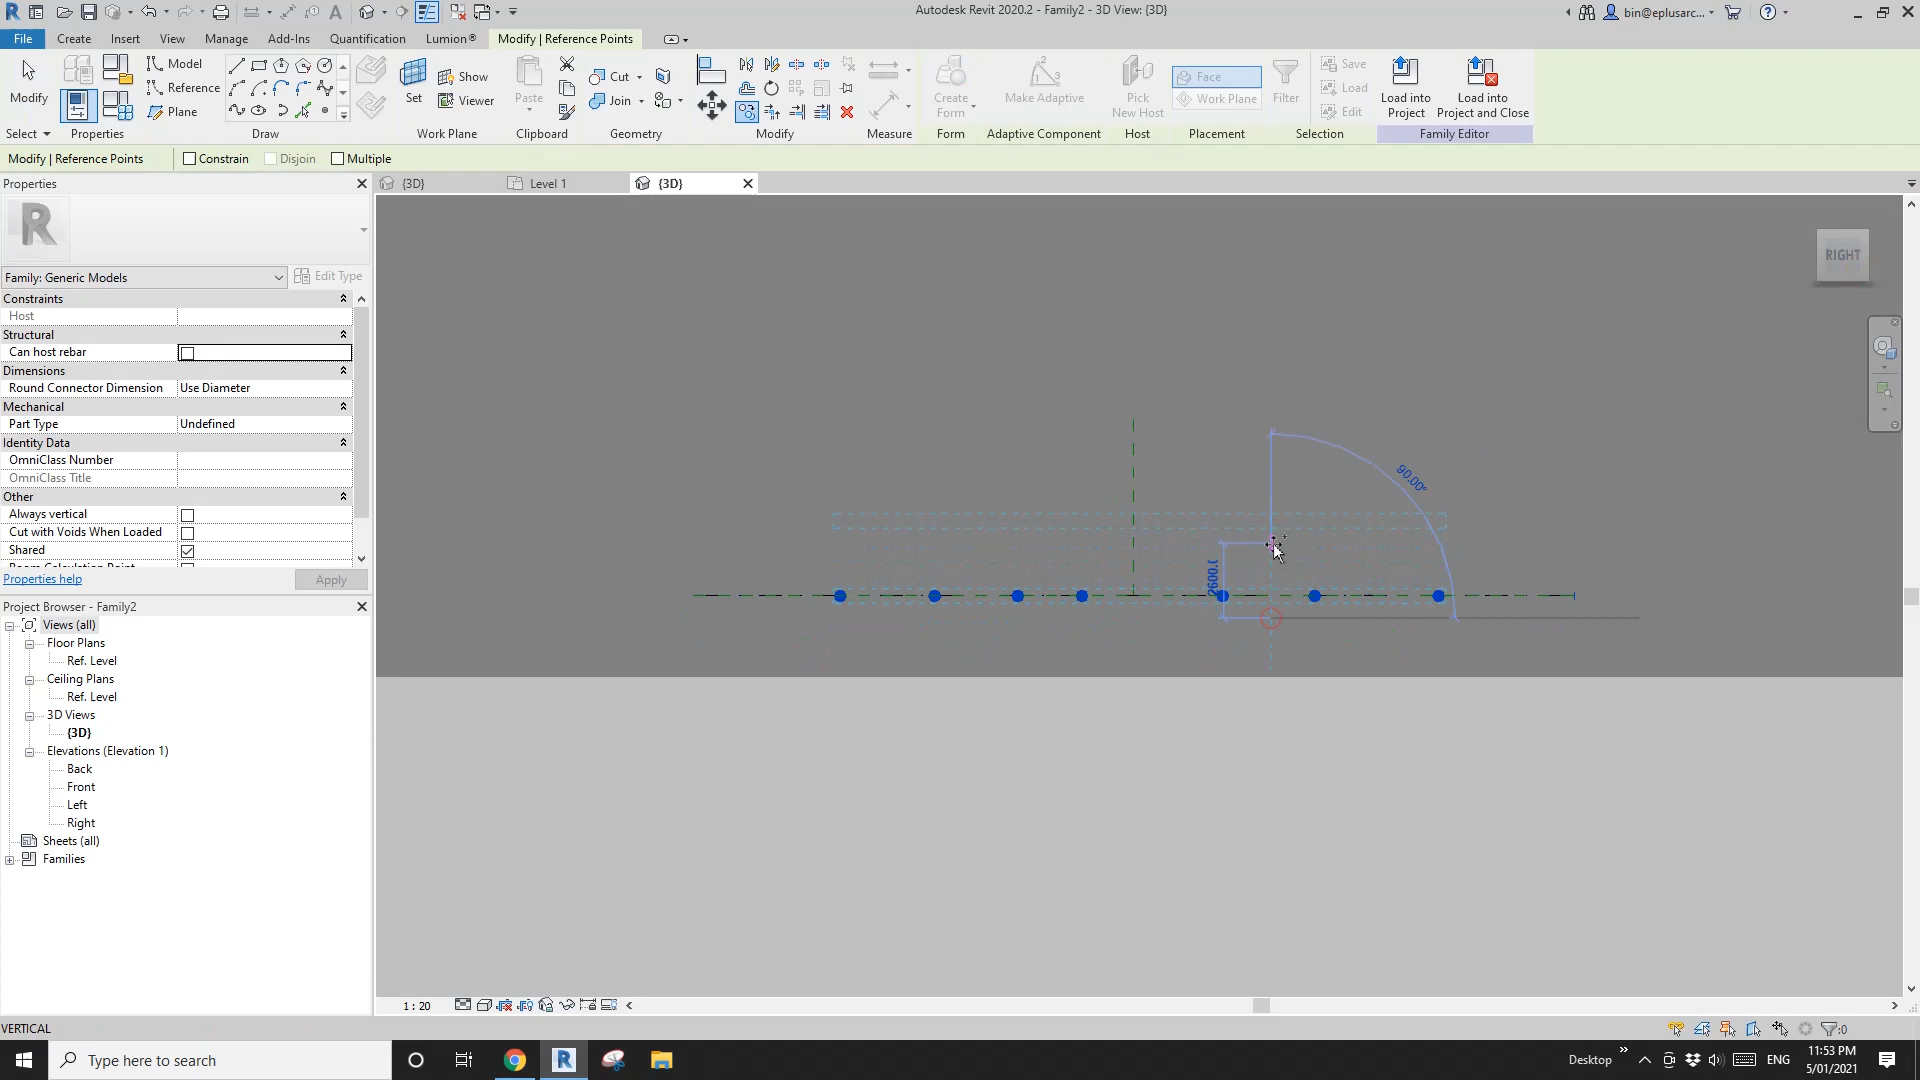 Autodesk Revit 2020.2 - Family2 - 3D View: {3D}
bin@eplusarc...
File Create Insert View Manage Add-Ins Quantification Lumion® Modify | Reference Points
Modify
Model
Reference
Plane
Set
Show
Viewer
Paste
Cut
Join
Create Form
Make Adaptive
Pick New Host
Face
Work Plane
Filter
Save
Load
Edit
Load into Project
Load into Project and Close
Select Properties Draw Work Plane Clipboard Geometry Modify Measure Form Adaptive Component Host Placement Selection Family Editor
Modify | Reference Points Constrain Disjoin Multiple
Properties
{3D} Level 1 {3D}
R
Family: Generic Models Edit Type
Constraints
Host
Structural
Can host rebar
Dimensions
Round Connector Dimension Use Diameter
Mechanical
Part Type Undefined
Identity Data
OmniClass Number
OmniClass Title
Other
Always vertical
Cut with Voids When Loaded
Shared
Properties help Apply
Project Browser - Family2
Views (all)
Floor Plans
Ref. Level
Ceiling Plans
Ref. Level
3D Views
{3D}
Elevations (Elevation 1)
Back
Front
Left
Right
Sheets (all)
Families
RIGHT
90.00°
2600.(
1 : 20
VERTICAL
:0
Type here to search
Desktop
ENG
11:53 PM
5/01/2021